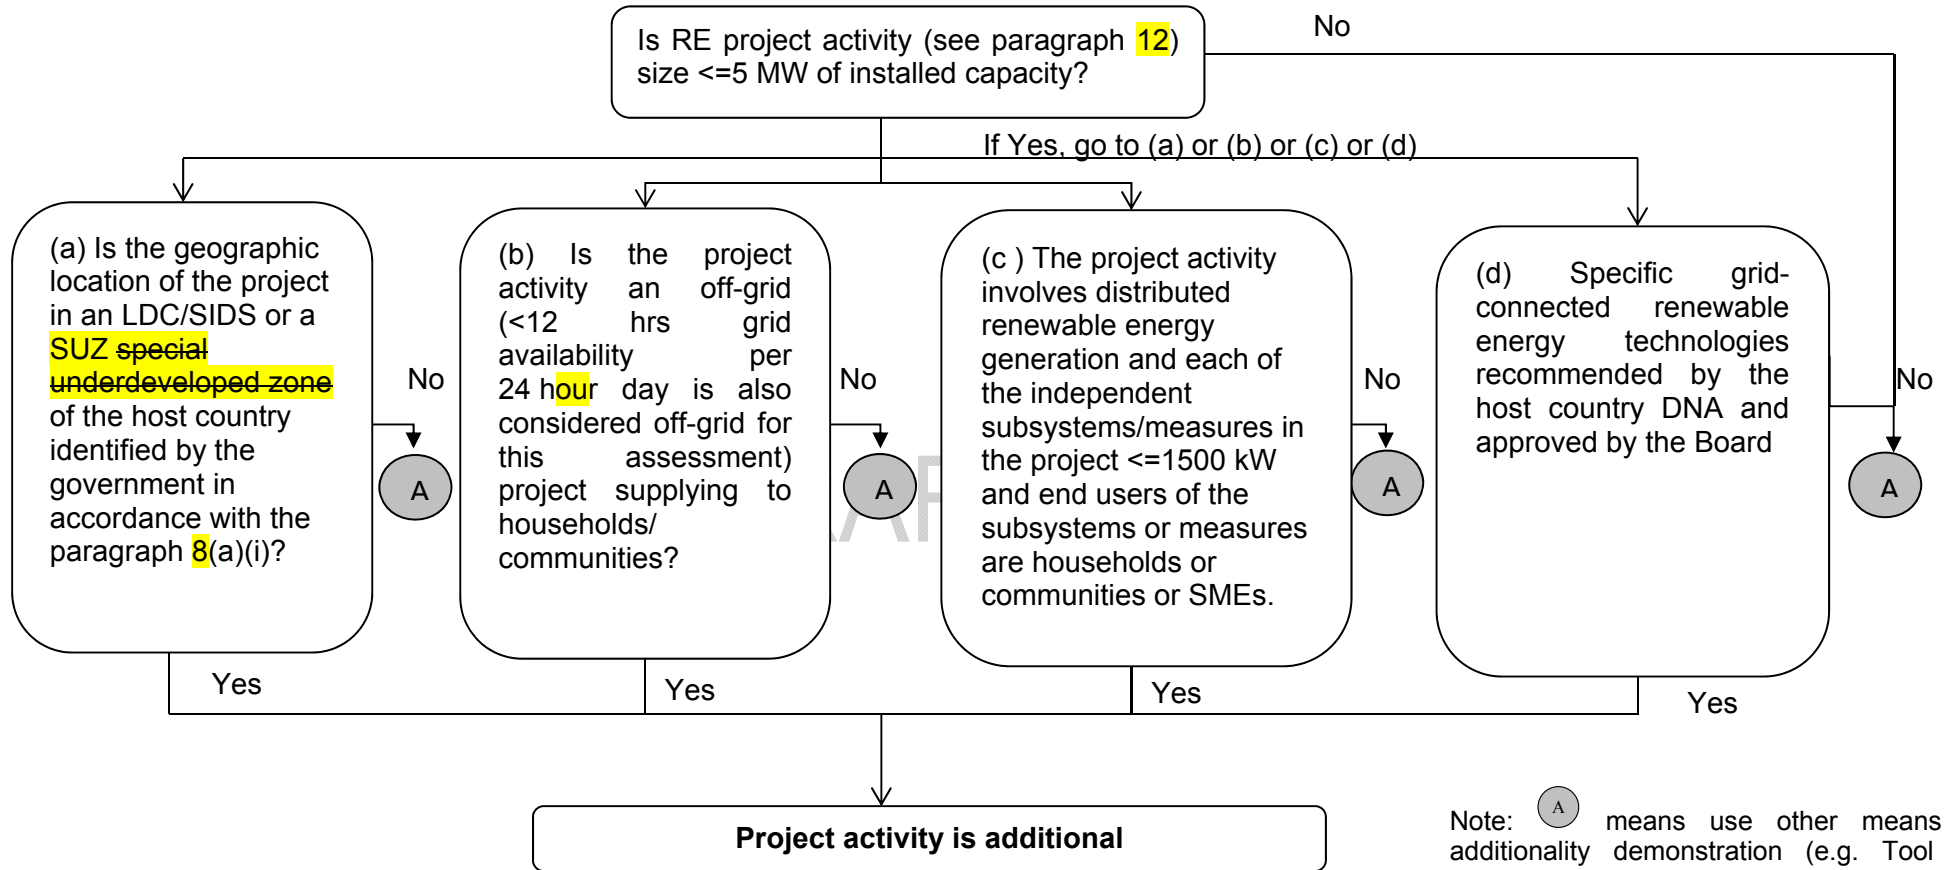 Is RE project activity (see paragraph 12)
size <=5 MW of installed capacity?
No
If Yes, go to (a) or (b) or (c) or (d)
(a) Is the geographic
location of the project
in an LDC/SIDS or a
SUZ special
underdeveloped zone
of the host country
identified by the
government in
accordance with the
paragraph 8(a)(i)?
No
A
Yes
(b) Is the project
activity an off-grid
(<12 hrs grid
availability per
24 hour day is also
considered off-grid for
this assessment)
project supplying to
households/
communities?
No
A
Yes
(c ) The project activity
involves distributed
renewable energy
generation and each of
the independent
subsystems/measures in
the project <=1500 kW
and end users of the
subsystems or measures
are households or
communities or SMEs.
No
A
Yes
(d) Specific grid-
connected renewable
energy technologies
recommended by the
host country DNA and
approved by the Board
No
A
Yes
Project activity is additional
Note: A means use other means
additionality demonstration (e.g. Tool